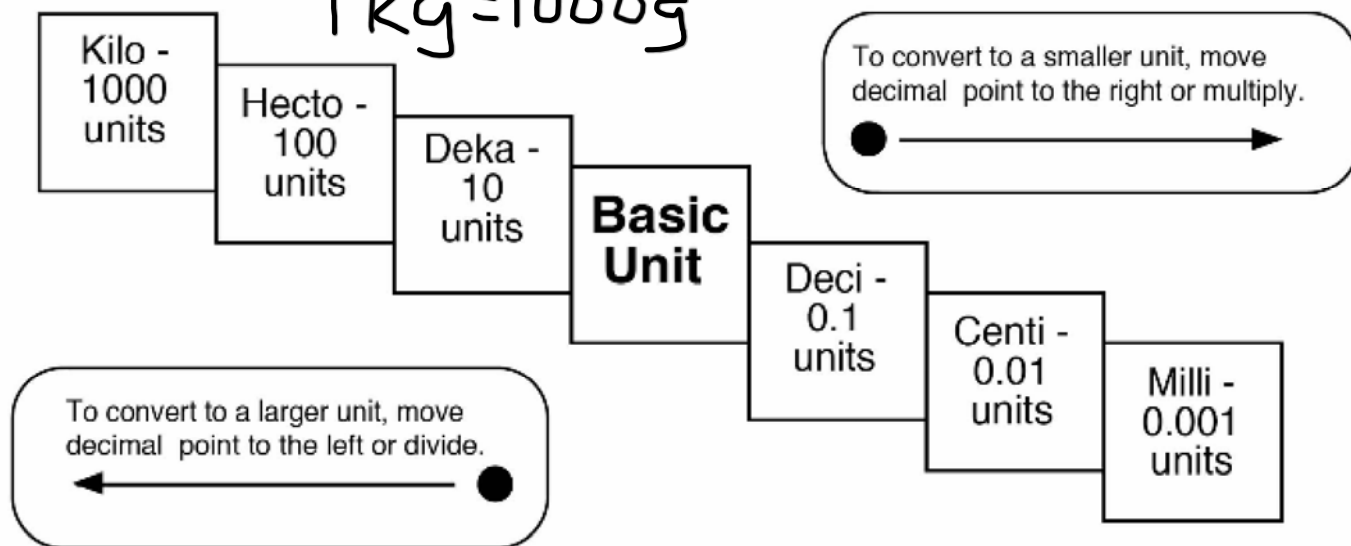 1 kg = 1000g
Kilo -
1000
units
Hecto -
100
units
Deka -
10
units
Basic
Unit
Deci -
0.1
units
Centi -
0.01
units
Milli -
0.001
units
To convert to a smaller unit, move
decimal point to the right or multiply.
To convert to a larger unit, move
decimal point to the left or divide.